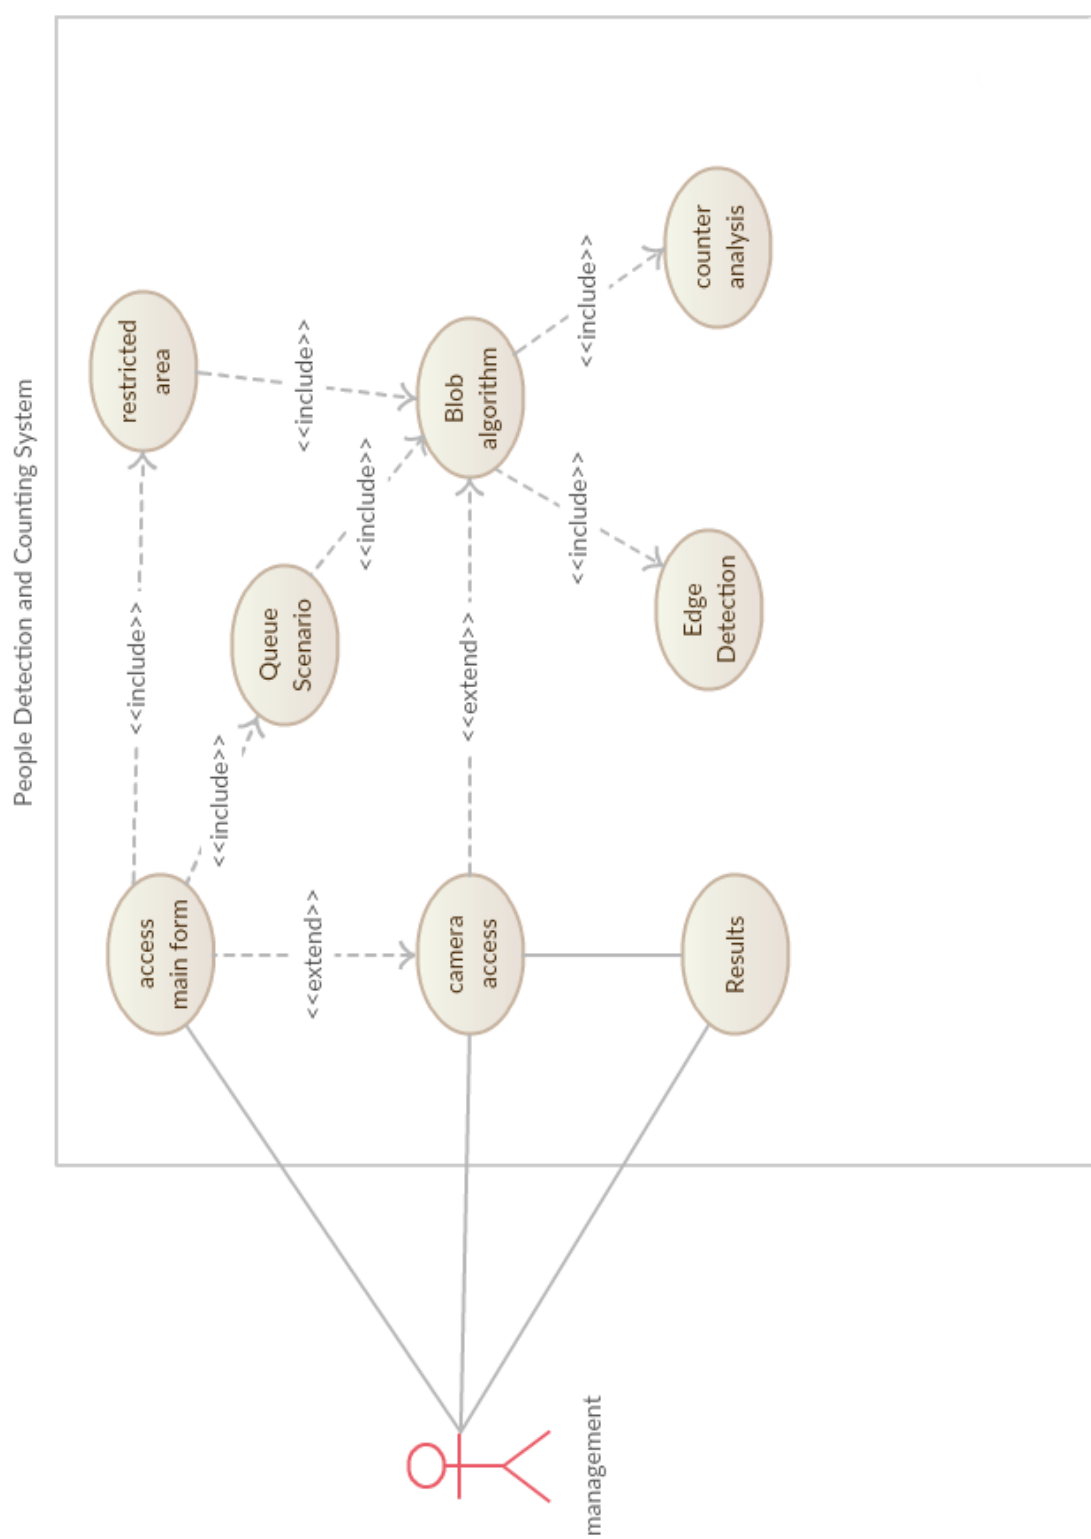 People Detection and Counting System
restricted
area
<<include>>
<<include>>
access
main form
<<include>>
Queue
Scenario
<<include>>
<<extend>>
camera
access
<<extend>>
Blob
algorithm
<<include>>
<<include>>
counter
analysis
Edge
Detection
Results
management